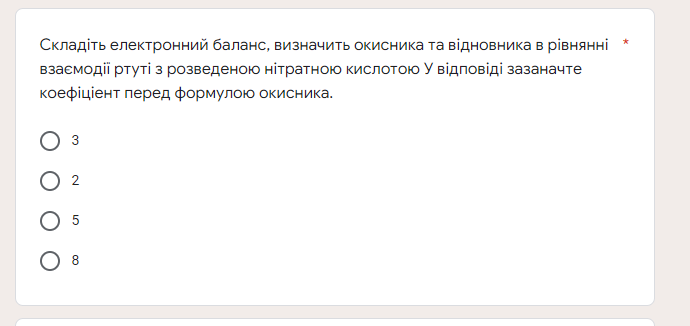 Складіть електронний баланс, визначить окисника та відновника в рівнянні *
взаємодії ртуті з розведеною нітратною кислотою У відповіді зазаначте
коефіцієнт перед формулою окисника.
3
2
5
8